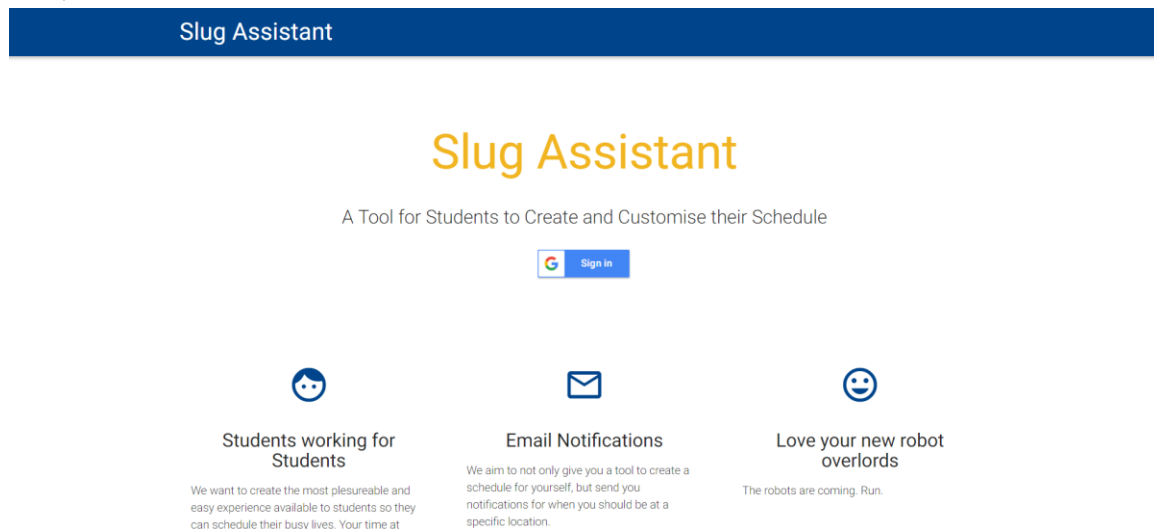 Slug Assistant
Slug Assistant
A Tool for Students to Create and Customise their Schedule
Sign in
Students working for
Students
We want to create the most plesureable and
easy experience available to students so they
can schedule their busy lives. Your time at
Email Notifications
We aim to not only give you a tool to create a
schedule for yourself, but send you
notifications for when you should be at a
specific location.
Love your new robot
overlords
The robots are coming. Run.